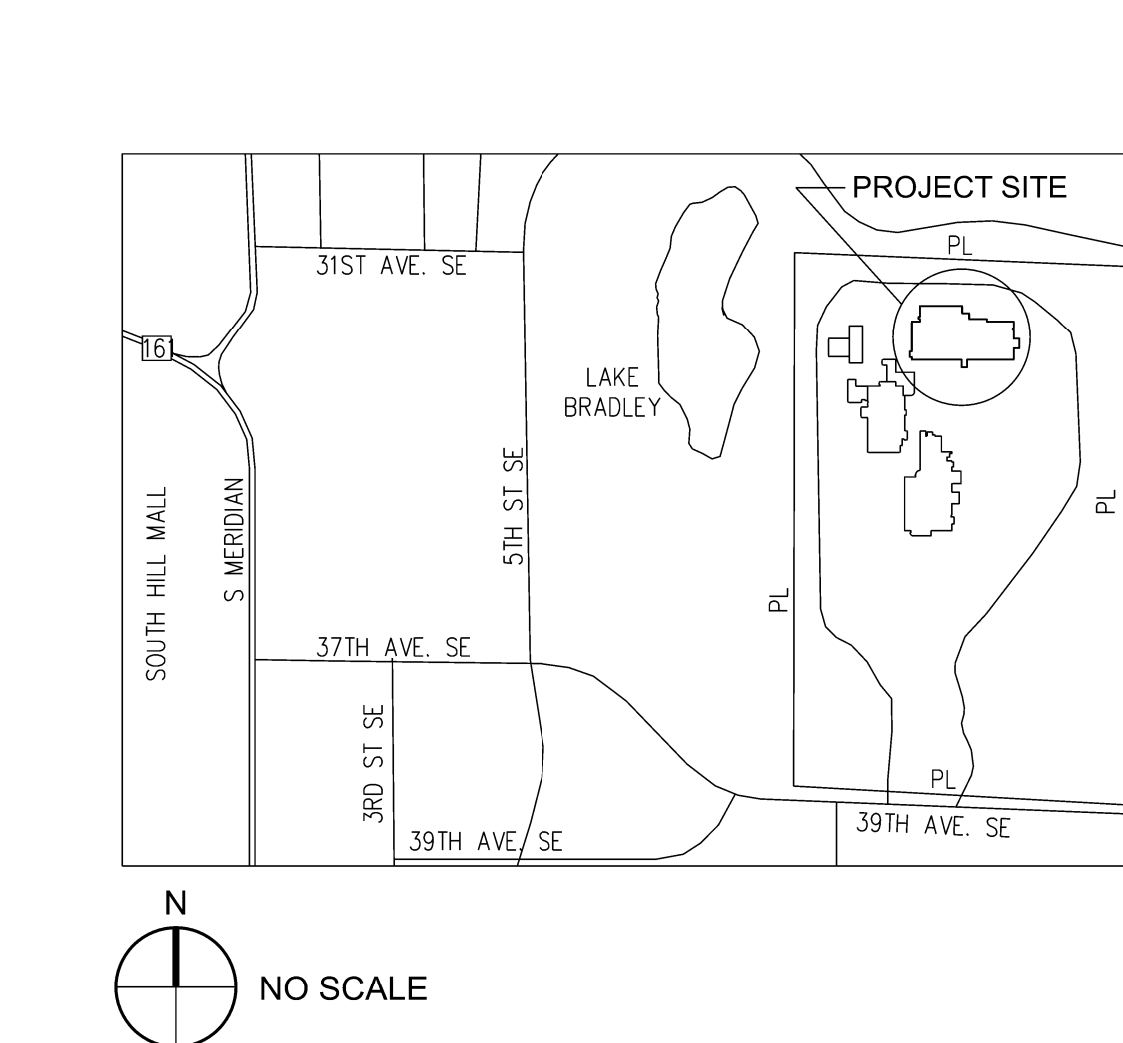 PROJECT SITE
PL
31ST AVE. SE
16
LAKE
BRADLEY
5TH ST SE
S MERIDIAN
SOUTH HILL MALL
PL
PL
37TH AVE. SE
3RD ST SE
PL
39TH AVE. SE
39TH AVE. SE
N
NO SCALE